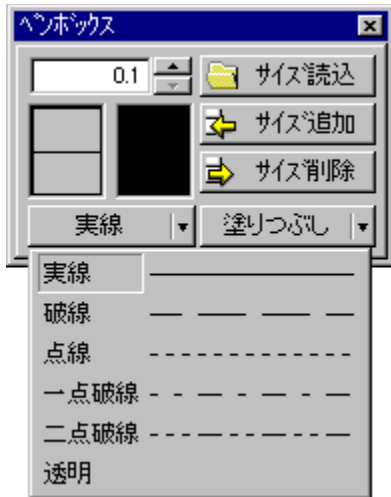 ペンボックス
0.1
サイズ読込
サイズ追加
サイズ削除
実線
塗りつぶし
実線
破線
点線
一点破線
二点破線
透明